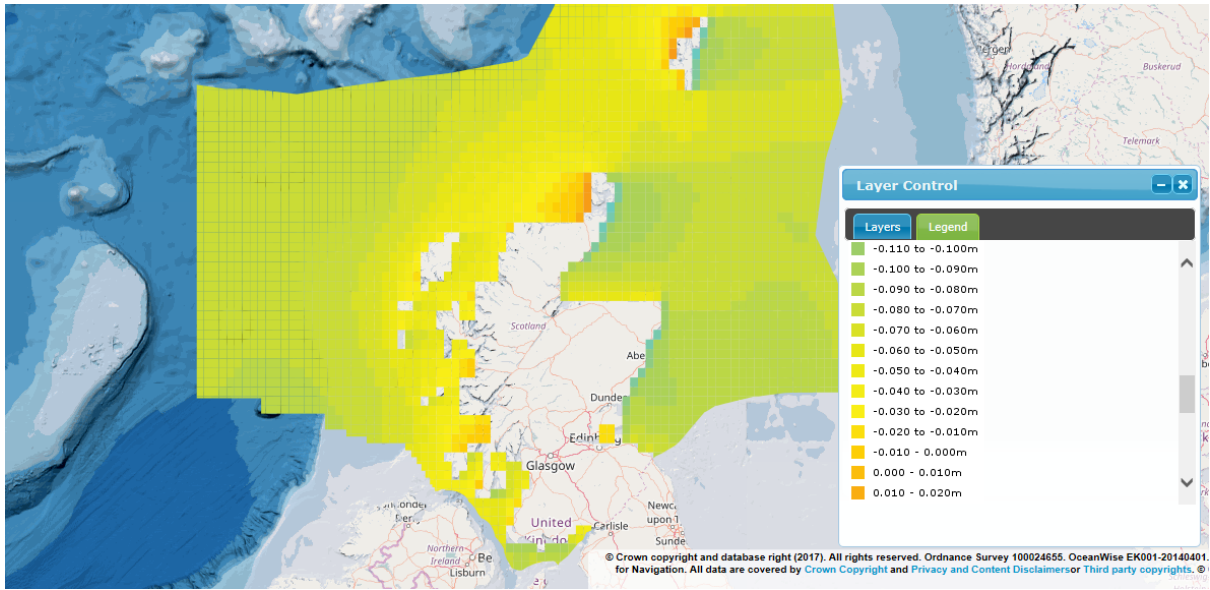 Bergen
Hordaland
Buskerud
Telemark
Layer Control
Layers
Legend
-0.110 to -0.100m
-0.100 to -0.090m
-0.090 to -0.080m
-0.080 to -0.070m
-0.070 to -0.060m
-0.060 to -0.050m
-0.050 to -0.040m
-0.040 to -0.030m
-0.030 to -0.020m
-0.020 to -0.010m
-0.010 - 0.000m
0.000 - 0.010m
0.010 - 0.020m
Scotland
Abe
Dunde
Glasgow
United
Carlisle
Newc
upon T
Sunde
Northern
Ireland
Be
Lisburn
© Crown copyright and database right (2017). All rights reserved. Ordnance Survey 100024655. OceanWise EK001-20140401.
for Navigation. All data are covered by Crown Copyright and Privacy and Content Disclaimersor Third party copyrights. ©